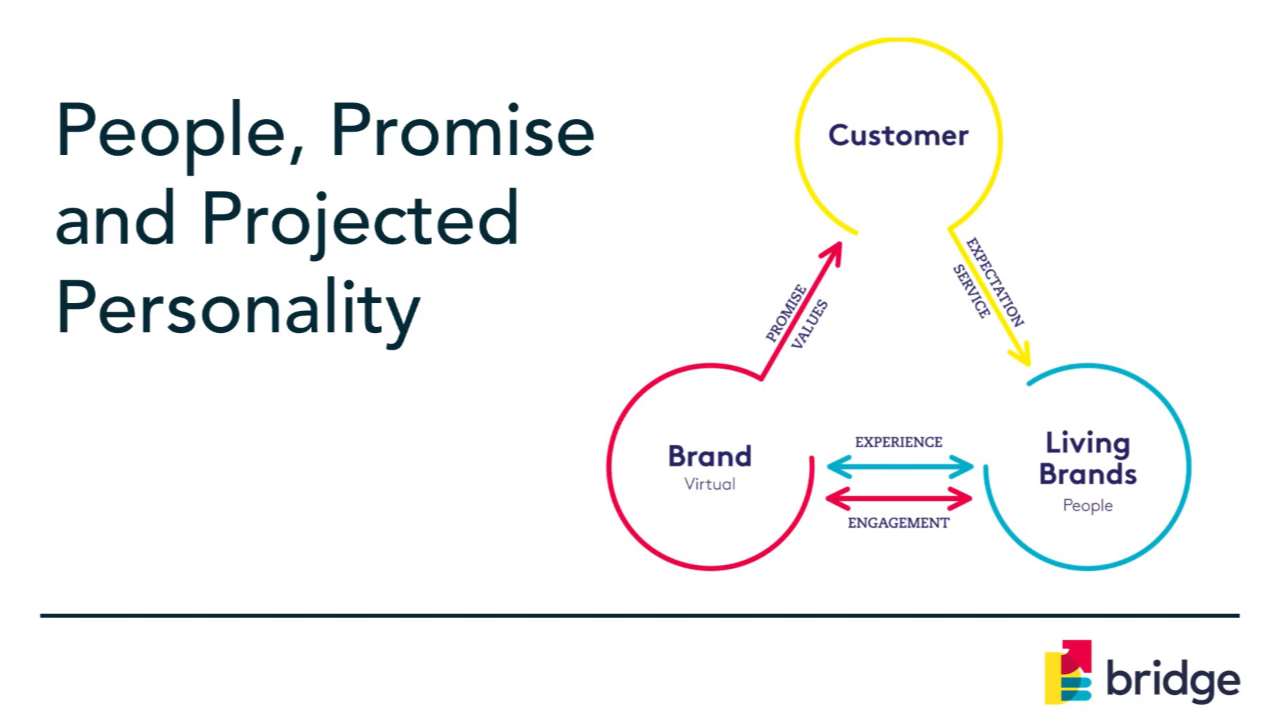 People, Promise
and Projected
Personality
Customer
PROMISE
VALUES
EXPECTATION
SERVICE
Brand
Virtual
EXPERIENCE
ENGAGEMENT
Living
Brands
People
bridge